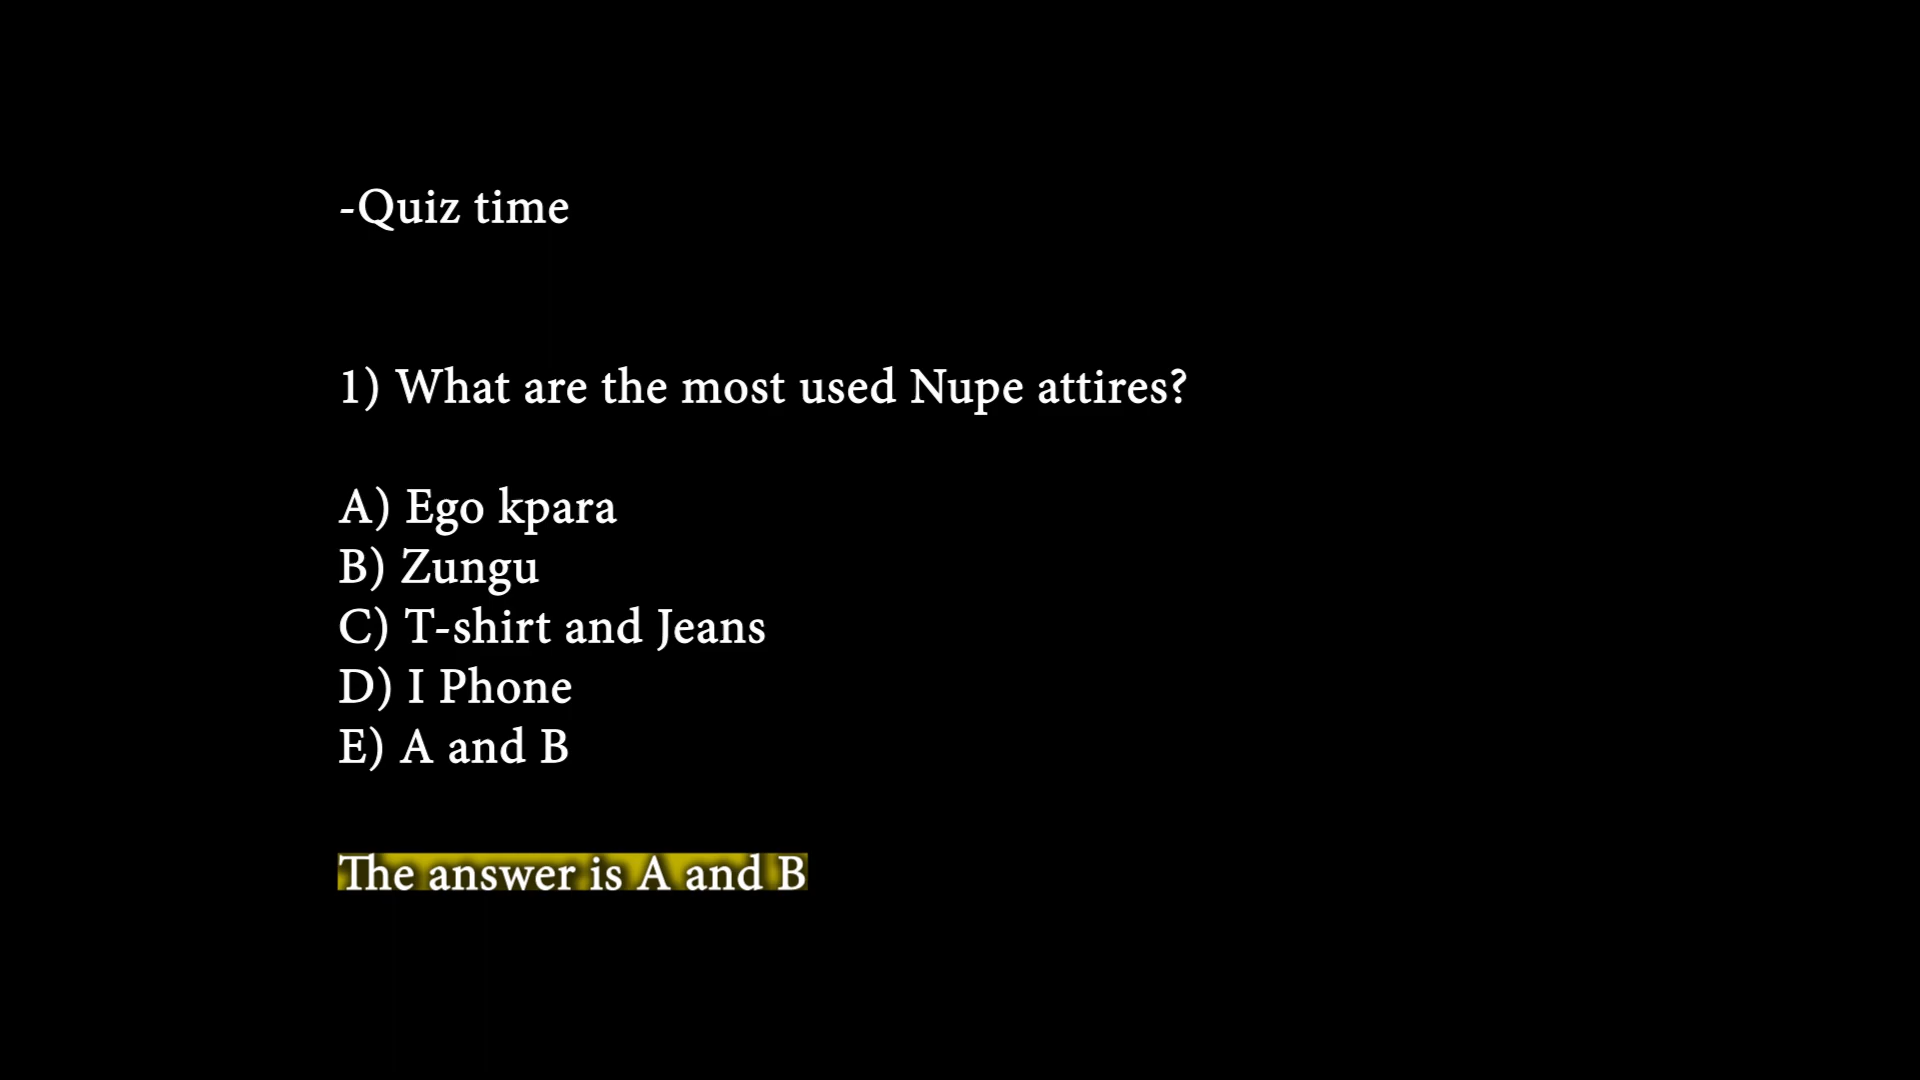 -Quiz time
1) What are the most used Nupe attires?
A) Ego kpara
B) Zungu
C) T-shirt and Jeans
D) I Phone
E) A and B
The answer is A and B